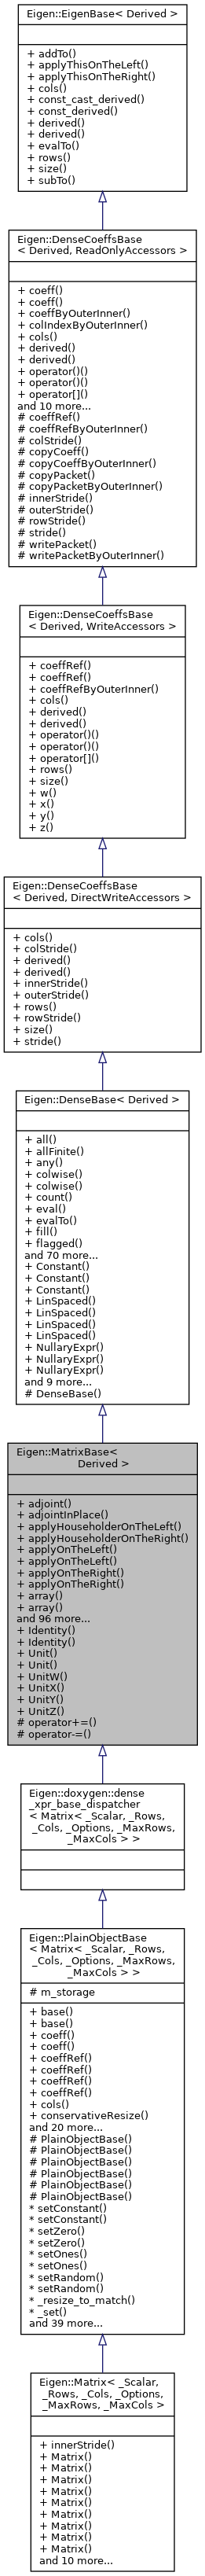 Eigen::EigenBase< Derived >
+ addTo()
+ applyThisOnTheLeft()
+ applyThisOnTheRight()
+ cols()
+ const_cast_derived()
+ const_derived()
+ derived()
+ derived()
+ evalTo()
+ rows()
+ size()
+ subTo()
Eigen::DenseCoeffsBase
< Derived, ReadOnlyAccessors >
+ coeff()
+ coeff()
+ coeffByOuterInner()
+ colIndexByOuterInner()
+ cols()
+ derived()
+ derived()
+ operator()()
+ operator()()
+ operator[]()
and 10 more...
# coeffRef()
# coeffRefByOuterInner()
# colStride()
# copyCoeff()
# copyCoeffByOuterInner()
# copyPacket()
# copyPacketByOuterInner()
# innerStride()
# outerStride()
# rowStride()
# stride()
# writePacket()
# writePacketByOuterInner()
Eigen::DenseCoeffsBase
< Derived, WriteAccessors >
+ coeffRef()
+ coeffRef()
+ coeffRefByOuterInner()
+ cols()
+ derived()
+ derived()
+ operator()()
+ operator()()
+ operator[]()
+ rows()
+ size()
+ w()
+ x()
+ y()
+ z()
Eigen::DenseCoeffsBase
< Derived, DirectWriteAccessors >
+ cols()
+ colStride()
+ derived()
+ derived()
+ innerStride()
+ outerStride()
+ rows()
+ rowStride()
+ size()
+ stride()
Eigen::DenseBase< Derived >
+ all()
+ allFinite()
+ any()
+ colwise()
+ colwise()
+ count()
+ eval()
+ evalTo()
+ fill()
+ flagged()
and 70 more...
+ Constant()
+ Constant()
+ Constant()
+ LinSpaced()
+ LinSpaced()
+ LinSpaced()
+ LinSpaced()
+ NullaryExpr()
+ NullaryExpr()
+ NullaryExpr()
and 9 more...
# DenseBase()
Eigen::MatrixBase<
Derived >
+ adjoint()
+ adjointInPlace()
+ applyHouseholderOnTheLeft()
+ applyHouseholderOnTheRight()
+ applyOnTheLeft()
+ applyOnTheLeft()
+ applyOnTheRight()
+ applyOnTheRight()
+ array()
+ array()
and 96 more...
+ Identity()
+ Identity()
+ Unit()
+ Unit()
+ UnitW()
+ UnitX()
+ UnitY()
+ UnitZ()
# operator+=()
# operator-=()
Eigen::doxygen::dense
_xpr_base_dispatcher
< Matrix< _Scalar, _Rows,
_Cols, _Options, _MaxRows,
_MaxCols > >
Eigen::PlainObjectBase
< Matrix< _Scalar, _Rows,
_Cols, _Options, _MaxRows,
_MaxCols > >
# m_storage
+ base()
+ base()
+ coeff()
+ coeff()
+ coeffRef()
+ coeffRef()
+ coeffRef()
+ coeffRef()
+ cols()
+ conservativeResize()
and 20 more...
# PlainObjectBase()
# PlainObjectBase()
# PlainObjectBase()
# PlainObjectBase()
# PlainObjectBase()
# PlainObjectBase()
* setConstant()
* setConstant()
* setZero()
* setZero()
* setOnes()
* setOnes()
* setRandom()
* setRandom()
* _resize_to_match()
* _set()
and 39 more...
Eigen::Matrix< _Scalar,
_Rows, _Cols, _Options,
_MaxRows, _MaxCols >
+ innerStride()
+ Matrix()
+ Matrix()
+ Matrix()
+ Matrix()
+ Matrix()
+ Matrix()
+ Matrix()
+ Matrix()
+ Matrix()
and 10 more...